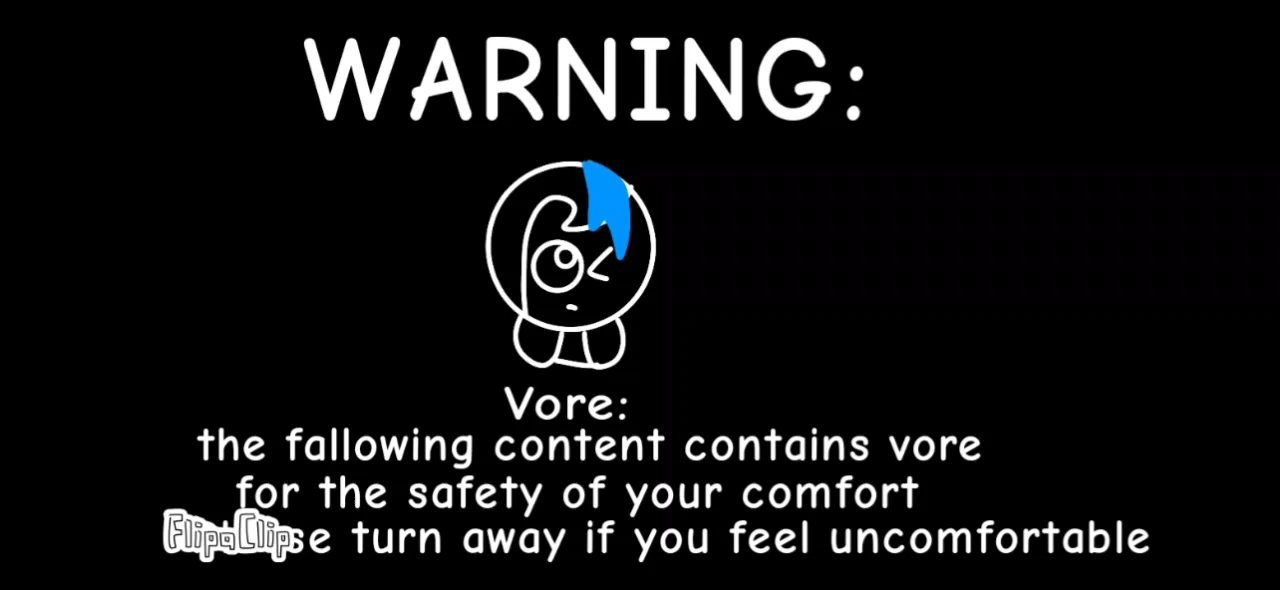 WARNING:
Vore:
the fallowing content contains vore
for the safety of your comfort
FlipaClip
se turn away if you feel uncomfortable